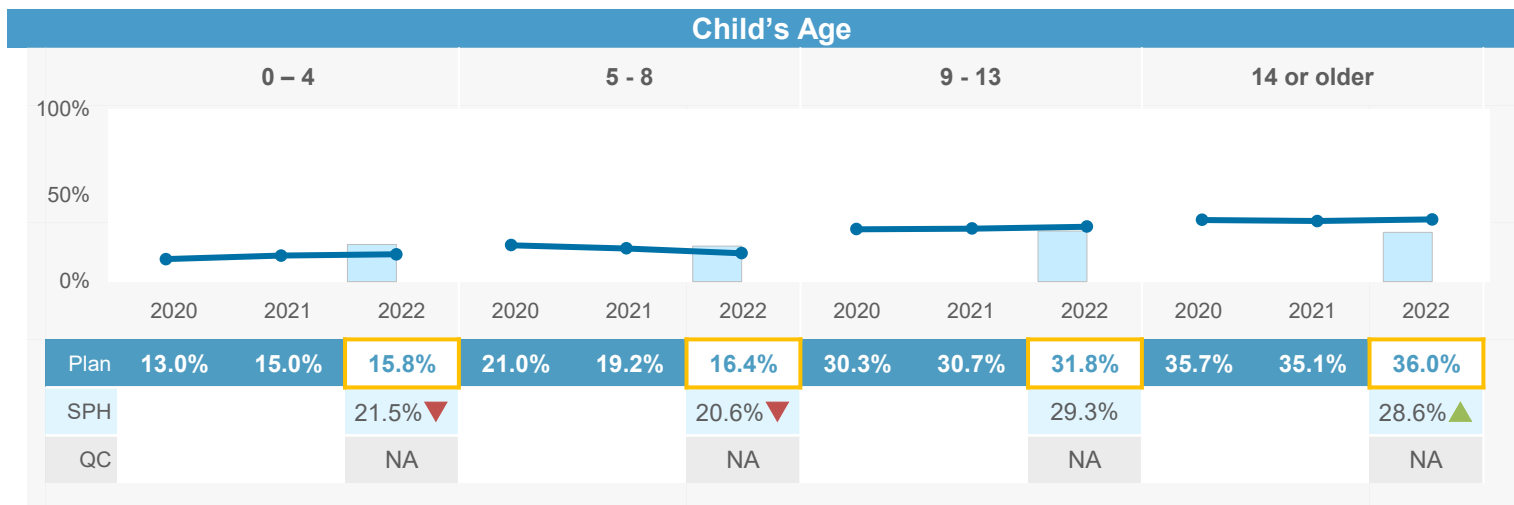 Child's Age
0 – 4 5 - 8 9 - 13 14 or older
100%
50%
0%
2020 2021 2022 2020 2021 2022 2020 2021 2022 2020 2021 2022
Plan 13.0% 15.0% 15.8% 21.0% 19.2% 16.4% 30.3% 30.7% 31.8% 35.7% 35.1% 36.0%
SPH 21.5% 20.6% 29.3% 28.6%
QC NA NA NA NA